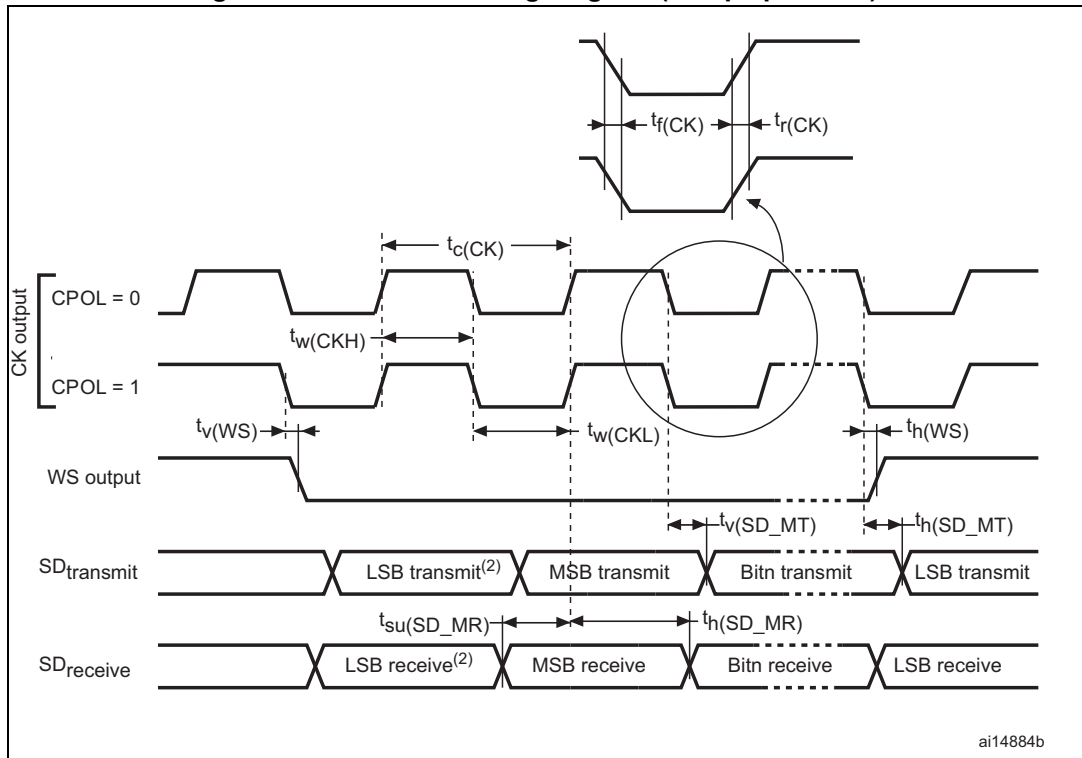 tf(CK)
tr(CK)
tc(CK)
CK output
CPOL = 0
tw(CKH)
CPOL = 1
tv(WS)
tw(CKL)
th(WS)
WS output
tv(SD_MT)
th(SD_MT)
SDtransmit
LSB transmit(2)
MSB transmit
Bitn transmit
LSB transmit
tsu(SD_MR)
th(SD_MR)
SDreceive
LSB receive(2)
MSB receive
Bitn receive
LSB receive
ai14884b